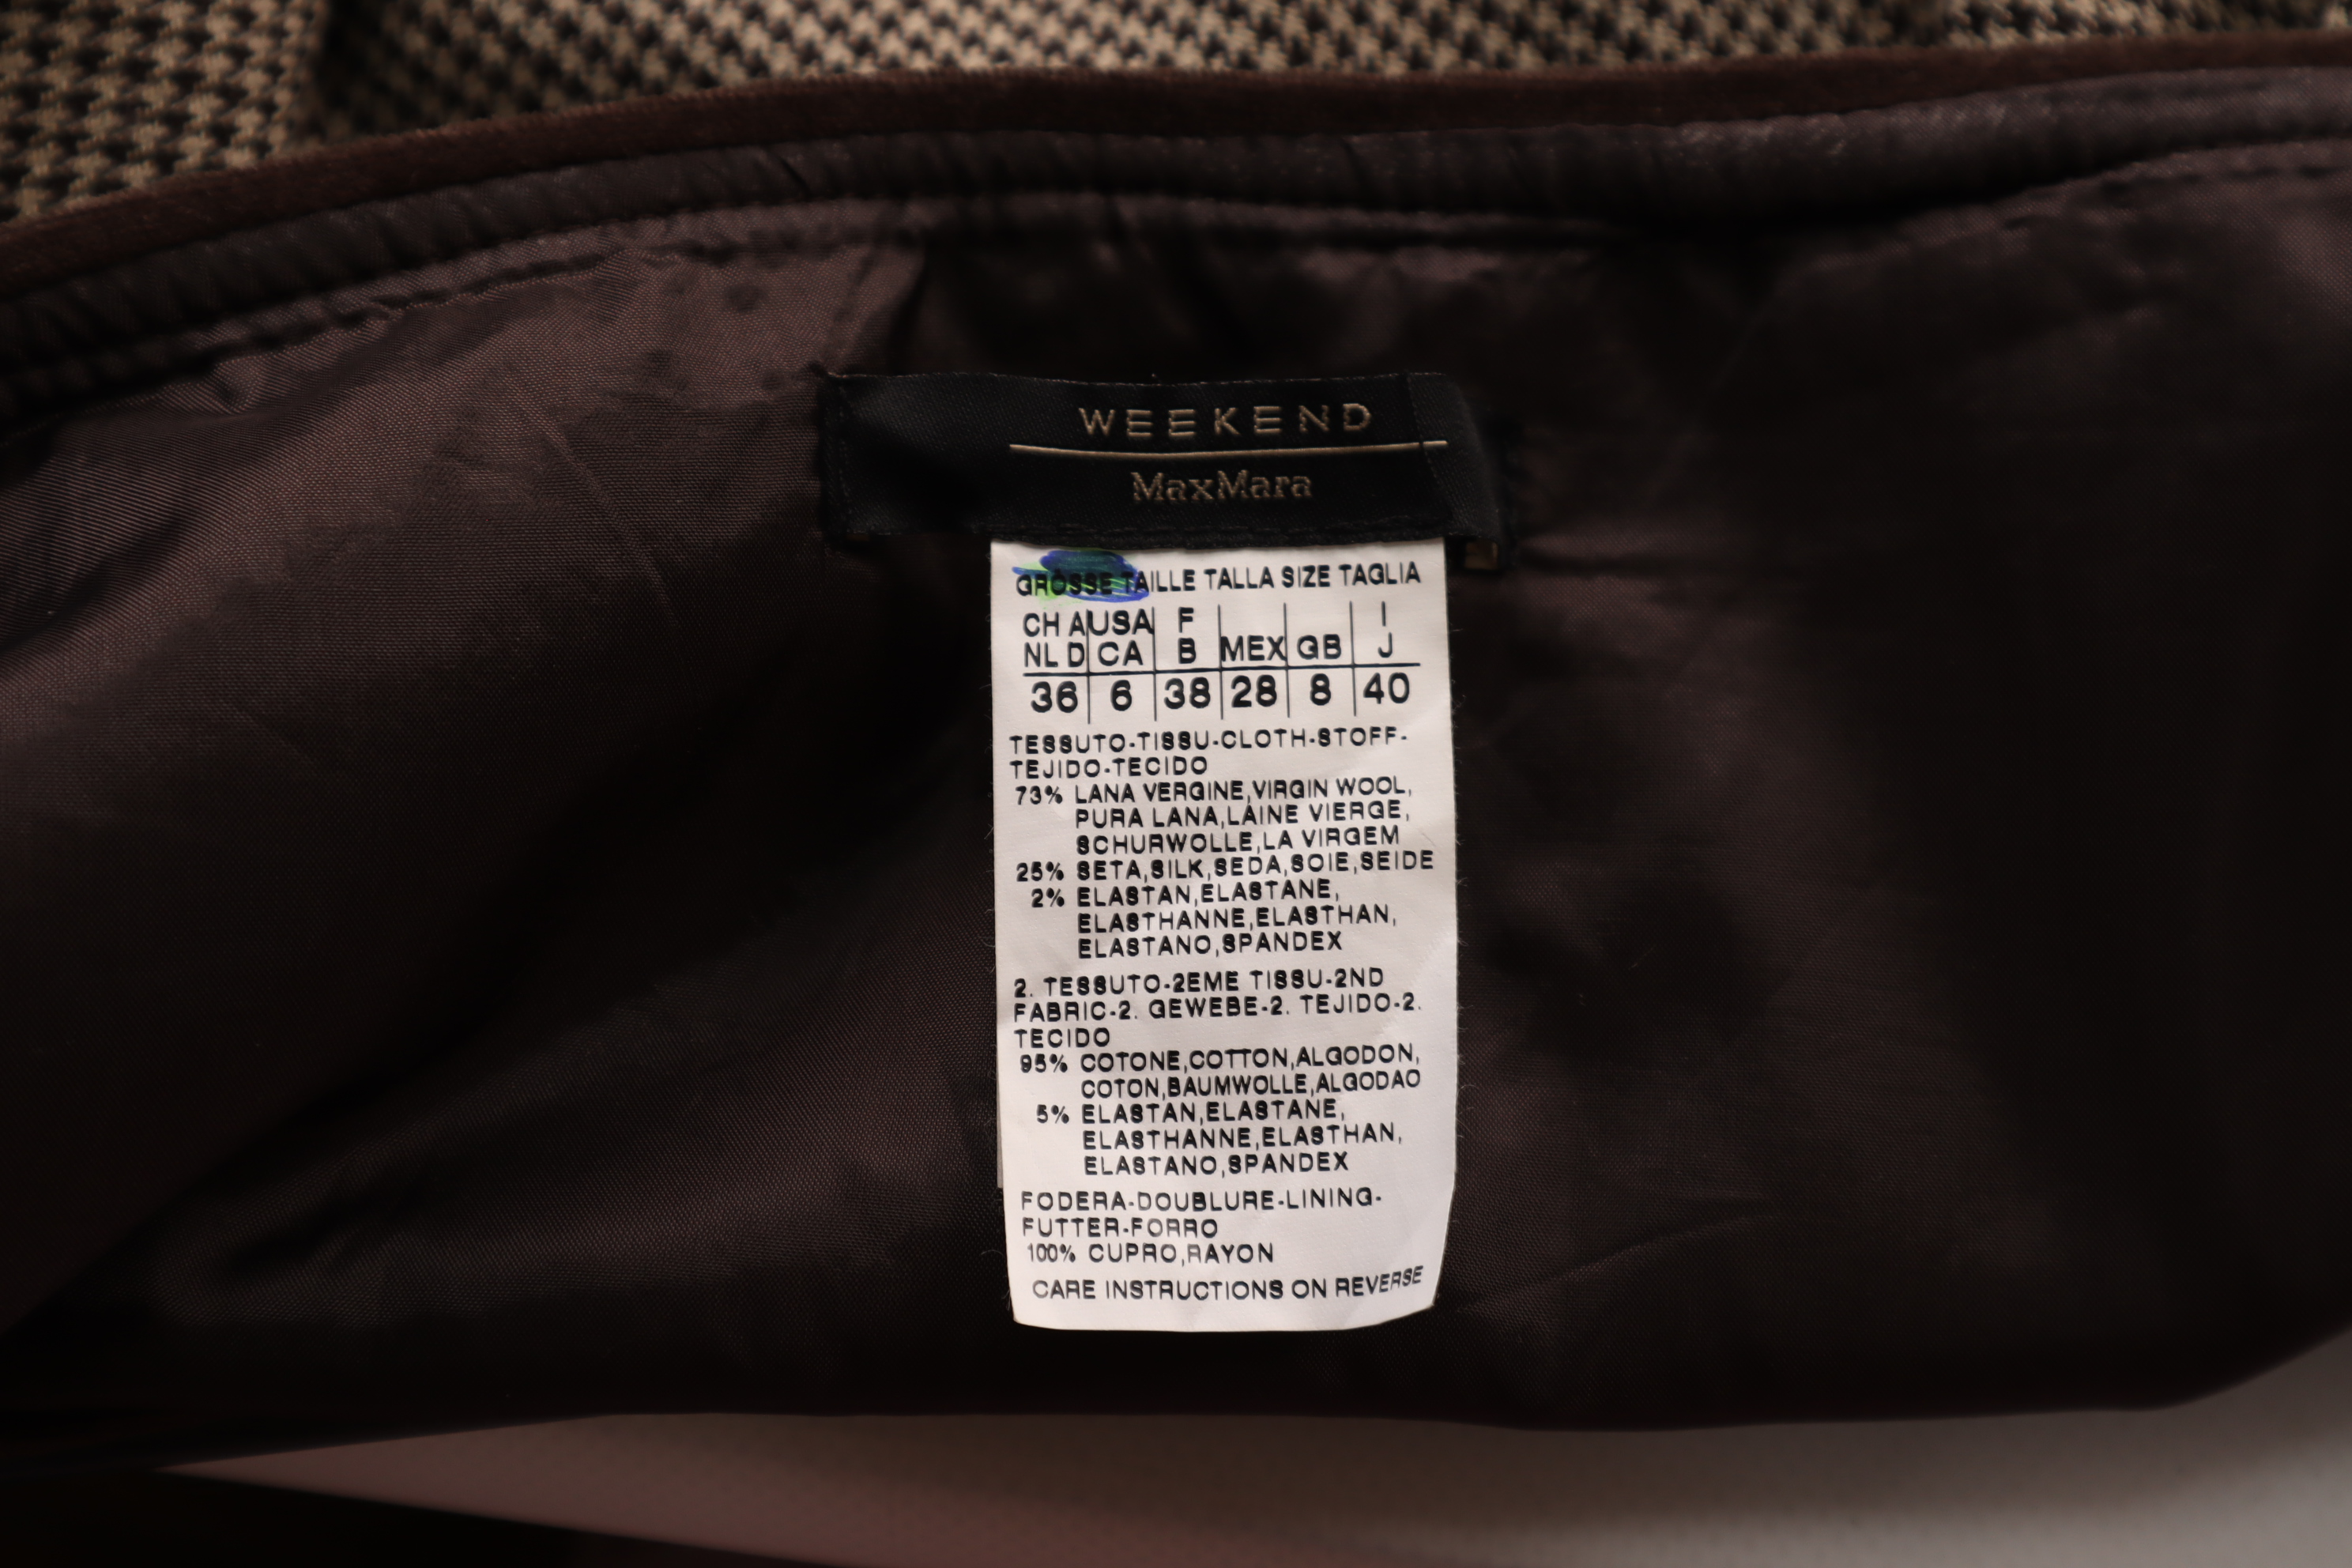 WEEKEND
MaxMara
GRÖSSE TAILLE TALLA SIZE TAGLIA
CH A USA F I
NL D CA B MEX GB J
36 6 38 28 8 40
TESSUTO-TISSU-CLOTH-STOFF-
TEJIDO-TECIDO
73% LANA VERGINE,VIRGIN WOOL,
PURA LANA,LAINE VIERGE,
SCHURWOLLE,LA VIRGEM
25% SETA,SILK,SEDA,SOIE,SEIDE
2% ELASTAN,ELASTANE,
ELASTHANNE,ELASTHAN,
ELASTANO,SPANDEX
2. TESSUTO-2EME TISSU-2ND
FABRIC-2. GEWEBE-2. TEJIDO-2.
TECIDO
95% COTONE,COTTON,ALGODON,
COTON,BAUMWOLLE,ALGODAO
5% ELASTAN,ELASTANE,
ELASTHANNE,ELASTHAN,
ELASTANO,SPANDEX
FODERA-DOUBLURE-LINING-
FUTTER-FORRO
100% CUPRO,RAYON
CARE INSTRUCTIONS ON REVERSE